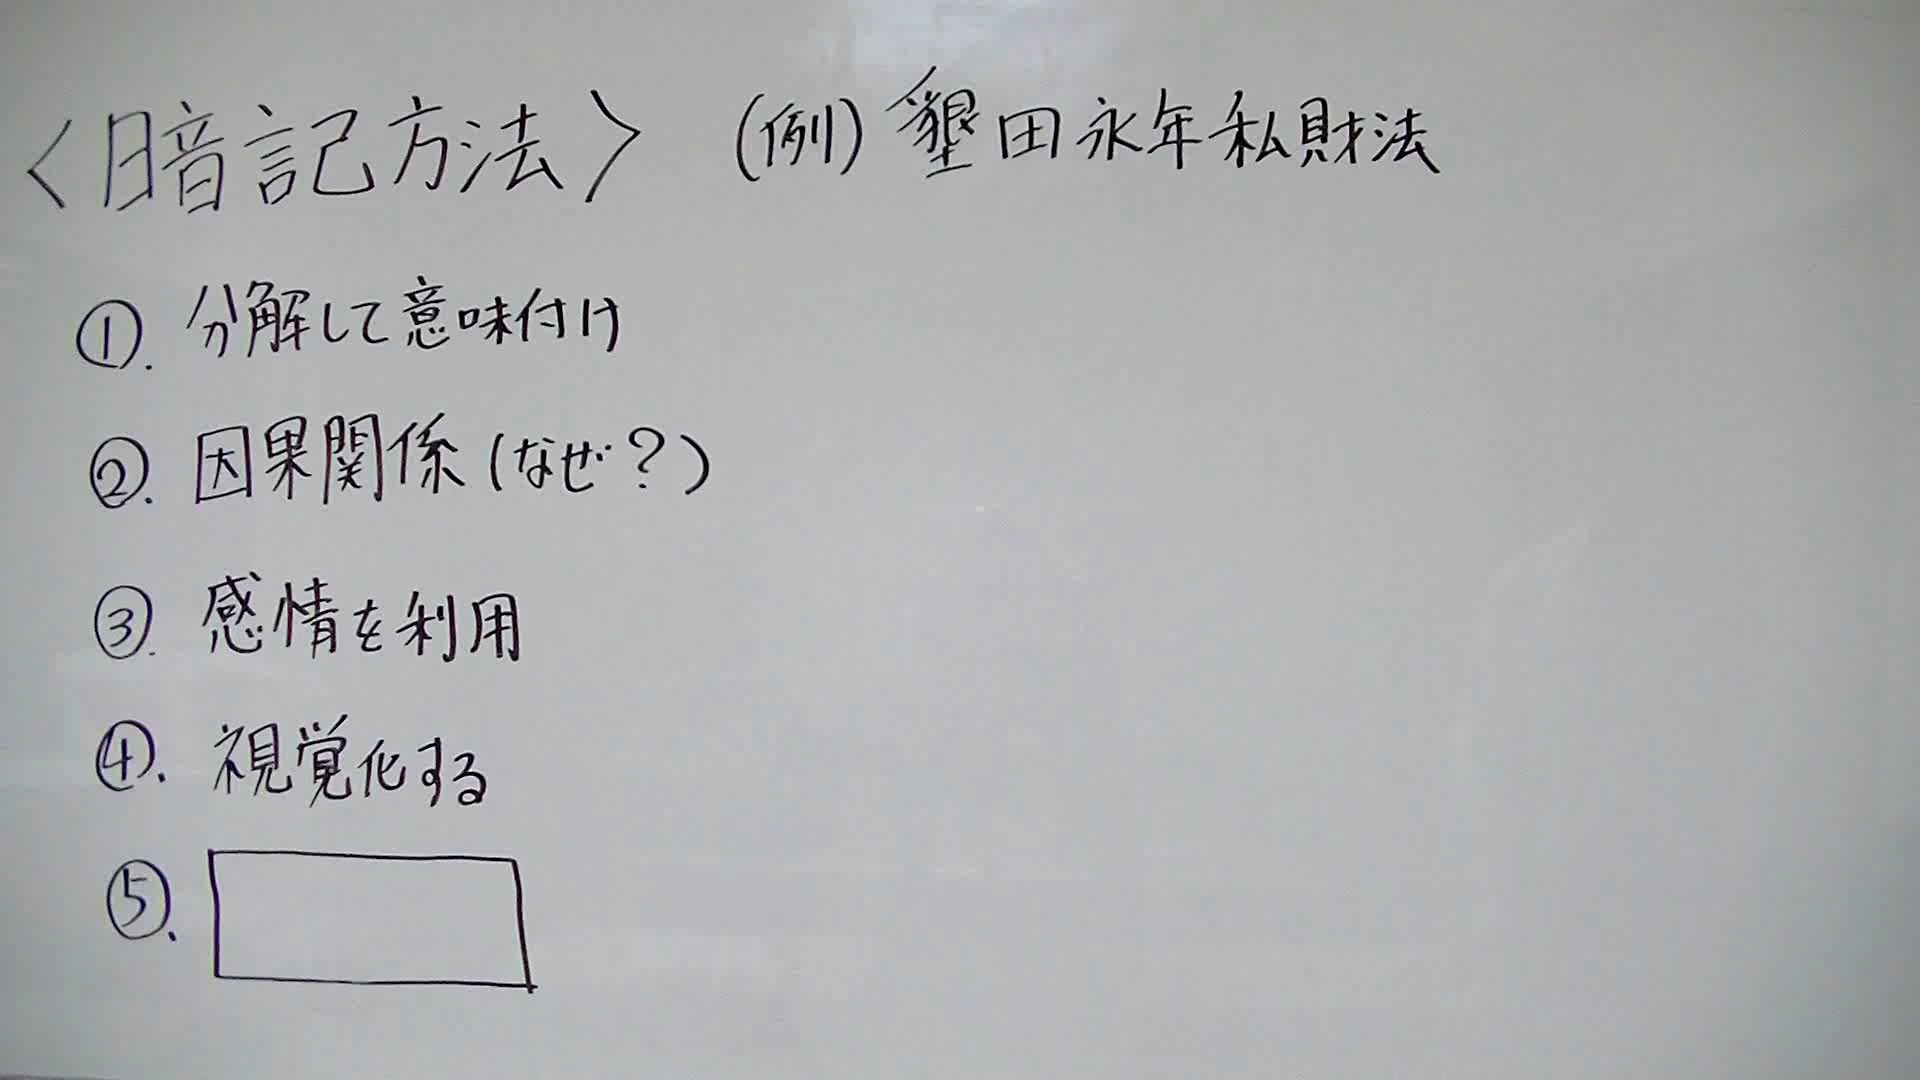 〈暗記方法〉 (例) 墾田永年私財法
①. 分解して意味付け
②. 因果関係(なぜ?)
③. 感情を利用
④. 視覚化する
⑤.